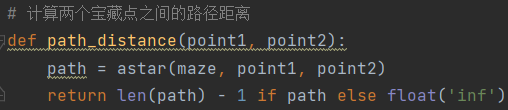 # 计算两个宝藏点之间的路径距离
def path_distance(point1, point2):
    path = astar(maze, point1, point2)
    return len(path) - 1 if path else float('inf')